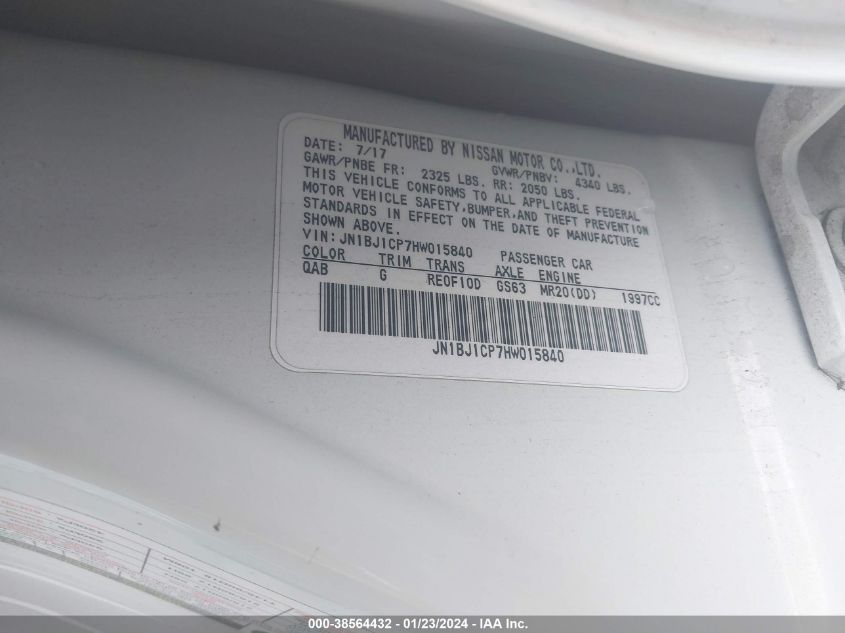 MANUFACTURED BY NISSAN MOTOR CO.,LTD.
DATE: 7/17 GVWR/PNBV: 4340 LBS.
GAWR/PNBE FR: 2325 LBS. RR: 2050 LBS.
THIS VEHICLE CONFORMS TO ALL APPLICABLE FEDERAL
MOTOR VEHICLE SAFETY,BUMPER,AND THEFT PREVENTION
STANDARDS IN EFFECT ON THE DATE OF MANUFACTURE
SHOWN ABOVE.
VIN:JN1BJ1CP7HW015840 PASSENGER CAR
COLOR TRIM TRANS AXLE ENGINE
QAB G RE0F10D GS63 MR20(DD) 1997CC
JN1BJ1CP7HW015840
000-38564432 - 01/23/2024 - IAA Inc.